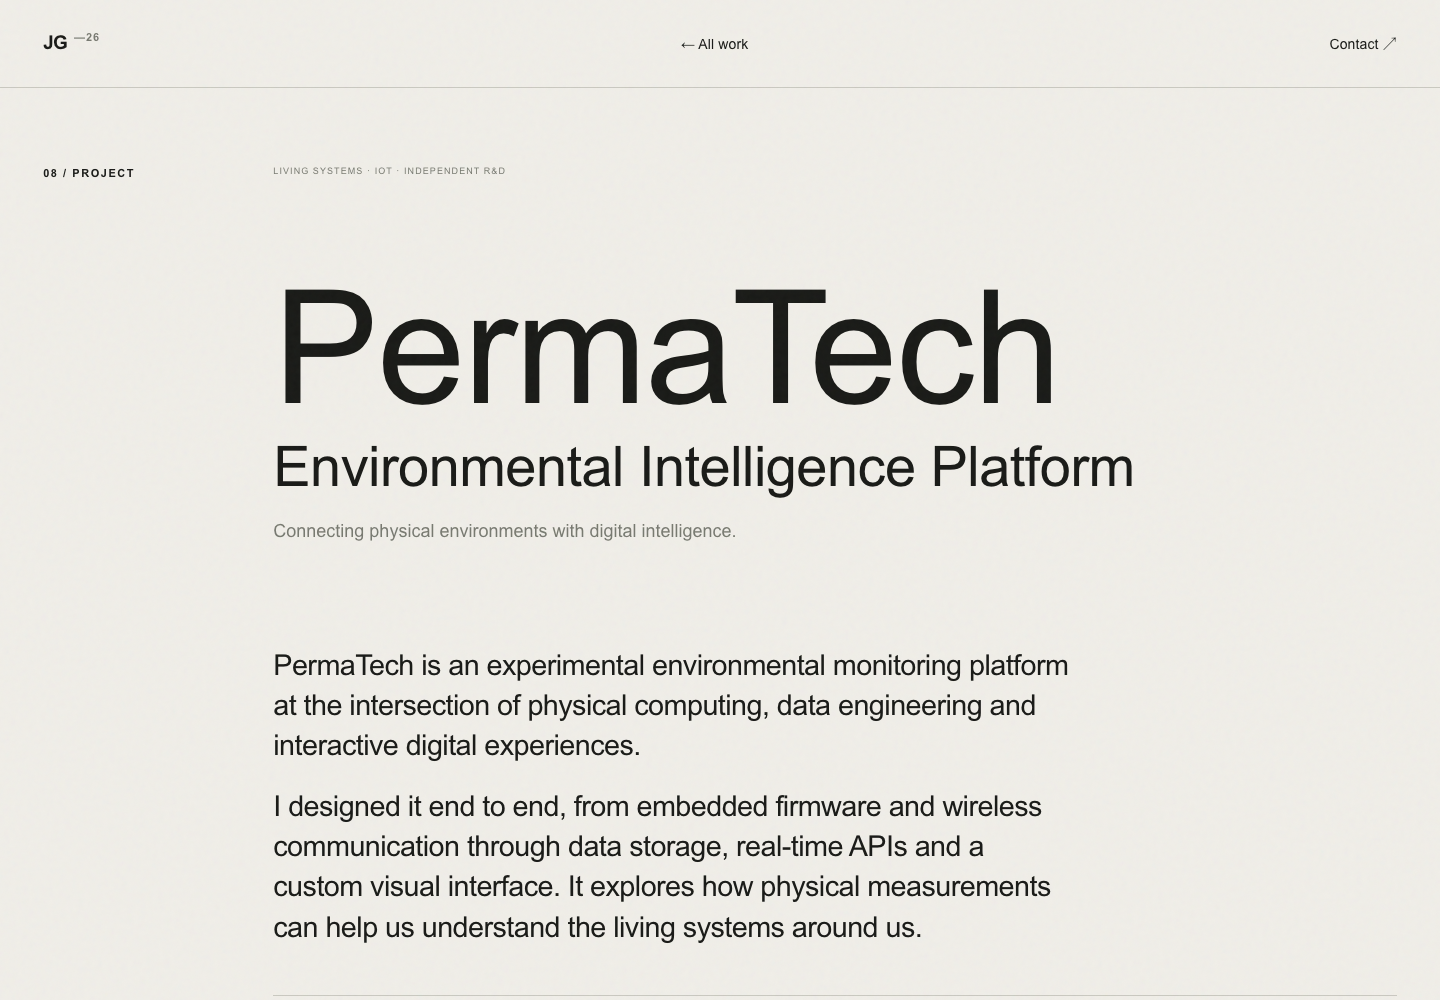 JG —26
← All work
Contact ↗
08 / PROJECT
LIVING SYSTEMS · IOT · INDEPENDENT R&D
PermaTech
Environmental Intelligence Platform
Connecting physical environments with digital intelligence.
PermaTech is an experimental environmental monitoring platform
at the intersection of physical computing, data engineering and
interactive digital experiences.
I designed it end to end, from embedded firmware and wireless
communication through data storage, real-time APIs and a
custom visual interface. It explores how physical measurements
can help us understand the living systems around us.